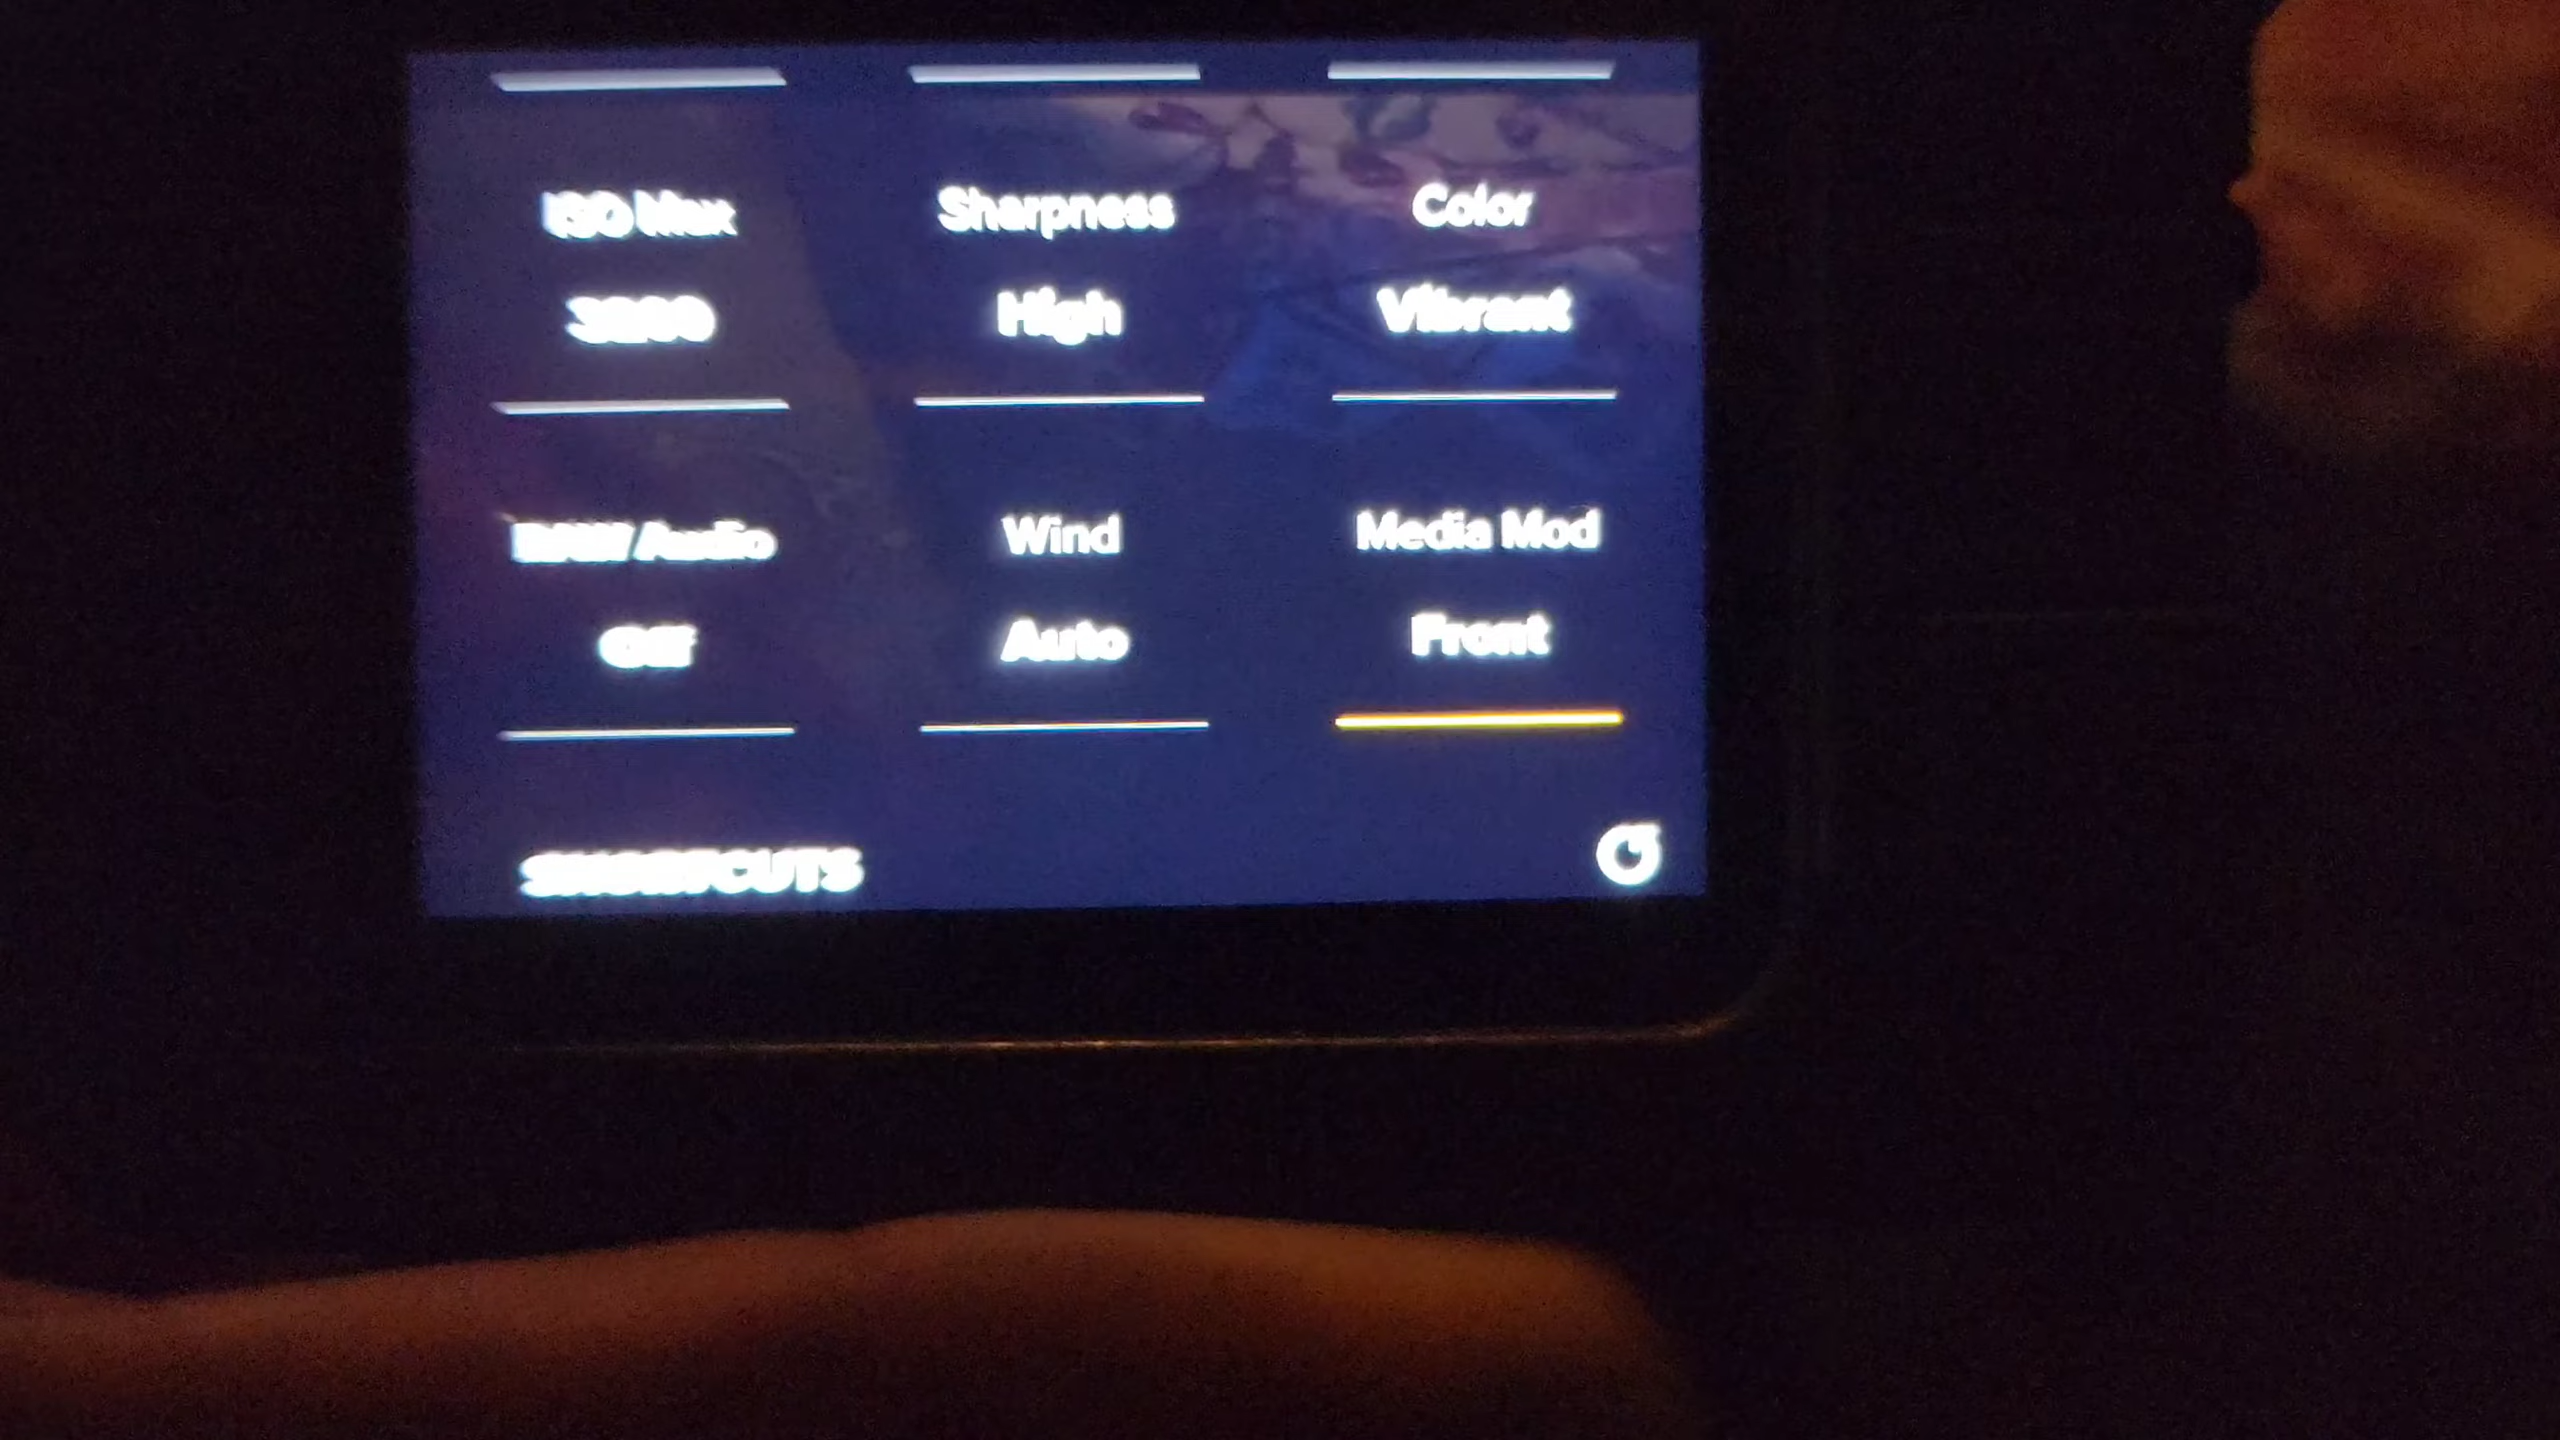 ISO Max
Sharpness
Color
3200
High
Vibrant
RAW Audio
Wind
Media Mod
Off
Auto
Front
SHORTCUTS